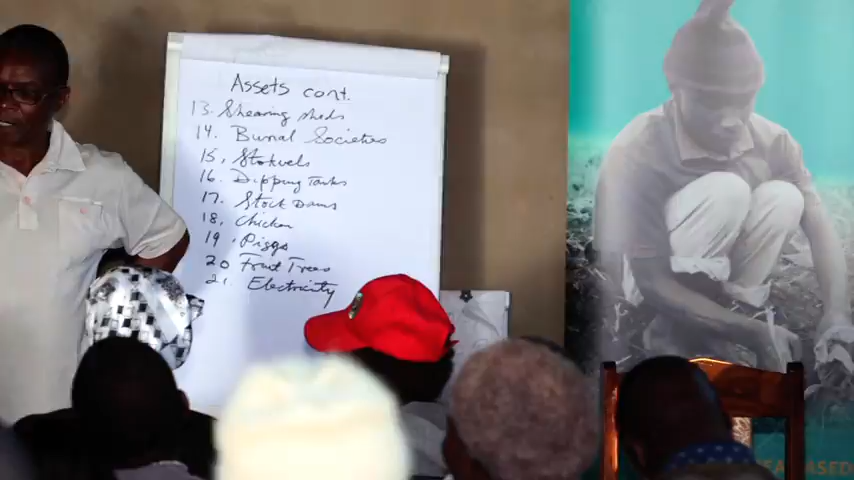 Assets cont.
13. Shearing sheds
14. Burial Societies
15, Stokvels
16. Dipping Tanks
17. Stock Dams
18, Chicken
19, Piggs
20 Fruit Trees
21. Electricity